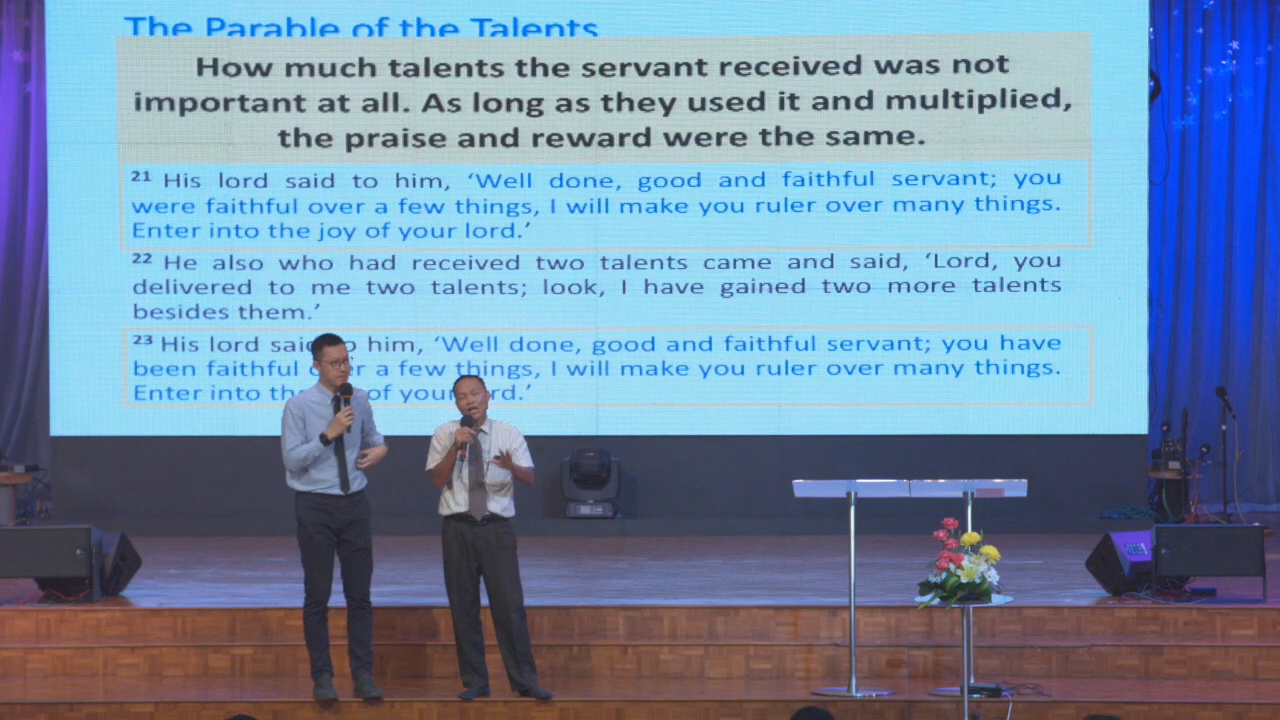 The Parable of the Talents
How much talents the servant received was not
important at all. As long as they used it and multiplied,
the praise and reward were the same.
21 His lord said to him, ‘Well done, good and faithful servant; you
were faithful over a few things, I will make you ruler over many things.
Enter into the joy of your lord.’
22 He also who had received two talents came and said, ‘Lord, you
delivered to me two talents; look, I have gained two more talents
besides them.’
23 His lord said to him, ‘Well done, good and faithful servant; you have
been faithful over a few things, I will make you ruler over many things.
Enter into the joy of your lord.’